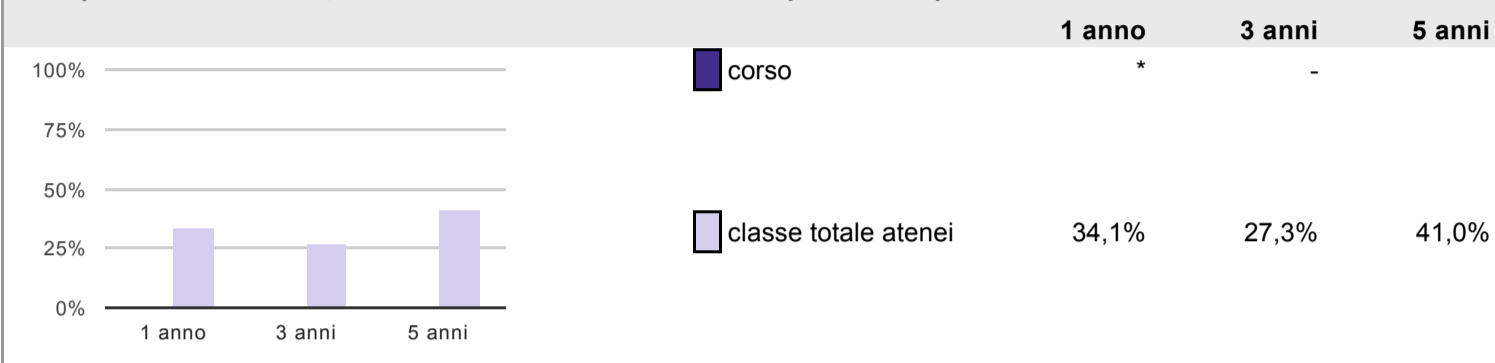 1 anno 3 anni 5 anni
100%
75%
50%
25%
0%
1 anno 3 anni 5 anni
corso * -
classe totale atenei 34,1% 27,3% 41,0%